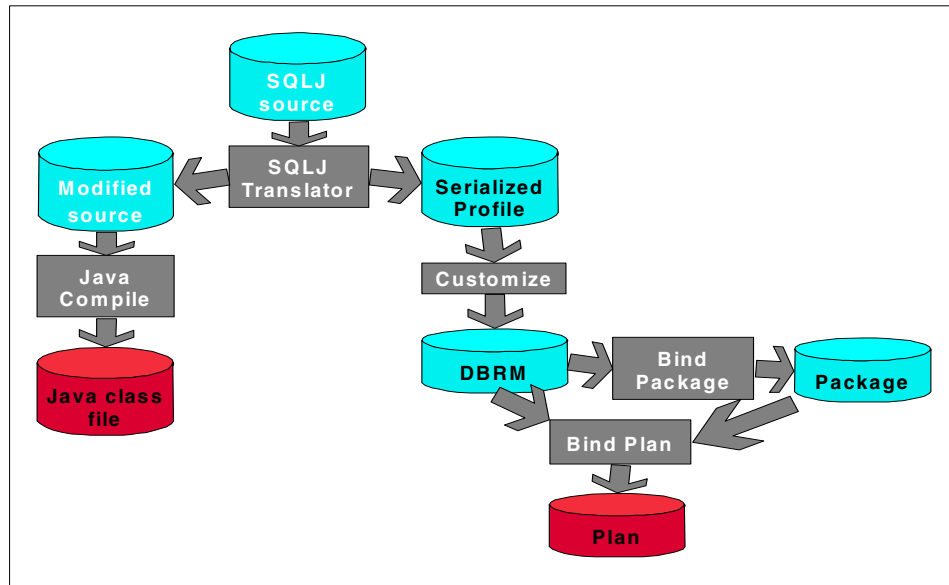 SQLJ
source
SQLJ
Translator
Modified
source
Serialized
Profile
Java
Compile
Customize
Java class
file
DBRM
Bind
Package
Package
Bind Plan
Plan